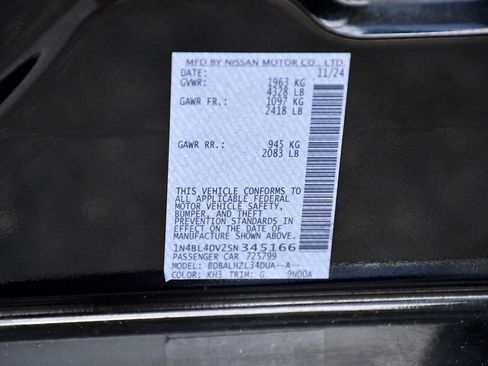 MFD BY NISSAN MOTOR CO., LTD.
DATE: 11/24
GVWR: 1963 KG
4328 LB
GAWR FR.: 1097 KG
2418 LB
GAWR RR.: 945 KG
2083 LB
THIS VEHICLE CONFORMS TO
ALL APPLICABLE FEDERAL
MOTOR VEHICLE SAFETY,
BUMPER, AND THEFT
PREVENTION STANDARDS IN
EFFECT ON THE DATE OF
MANUFACTURE SHOWN ABOVE.
1N4BL4DV2SN345166
PASSENGER CAR 725799
MODEL: BDBALHZL34DUA--A--
COLOR: KH3 TRIM: G 9N00A